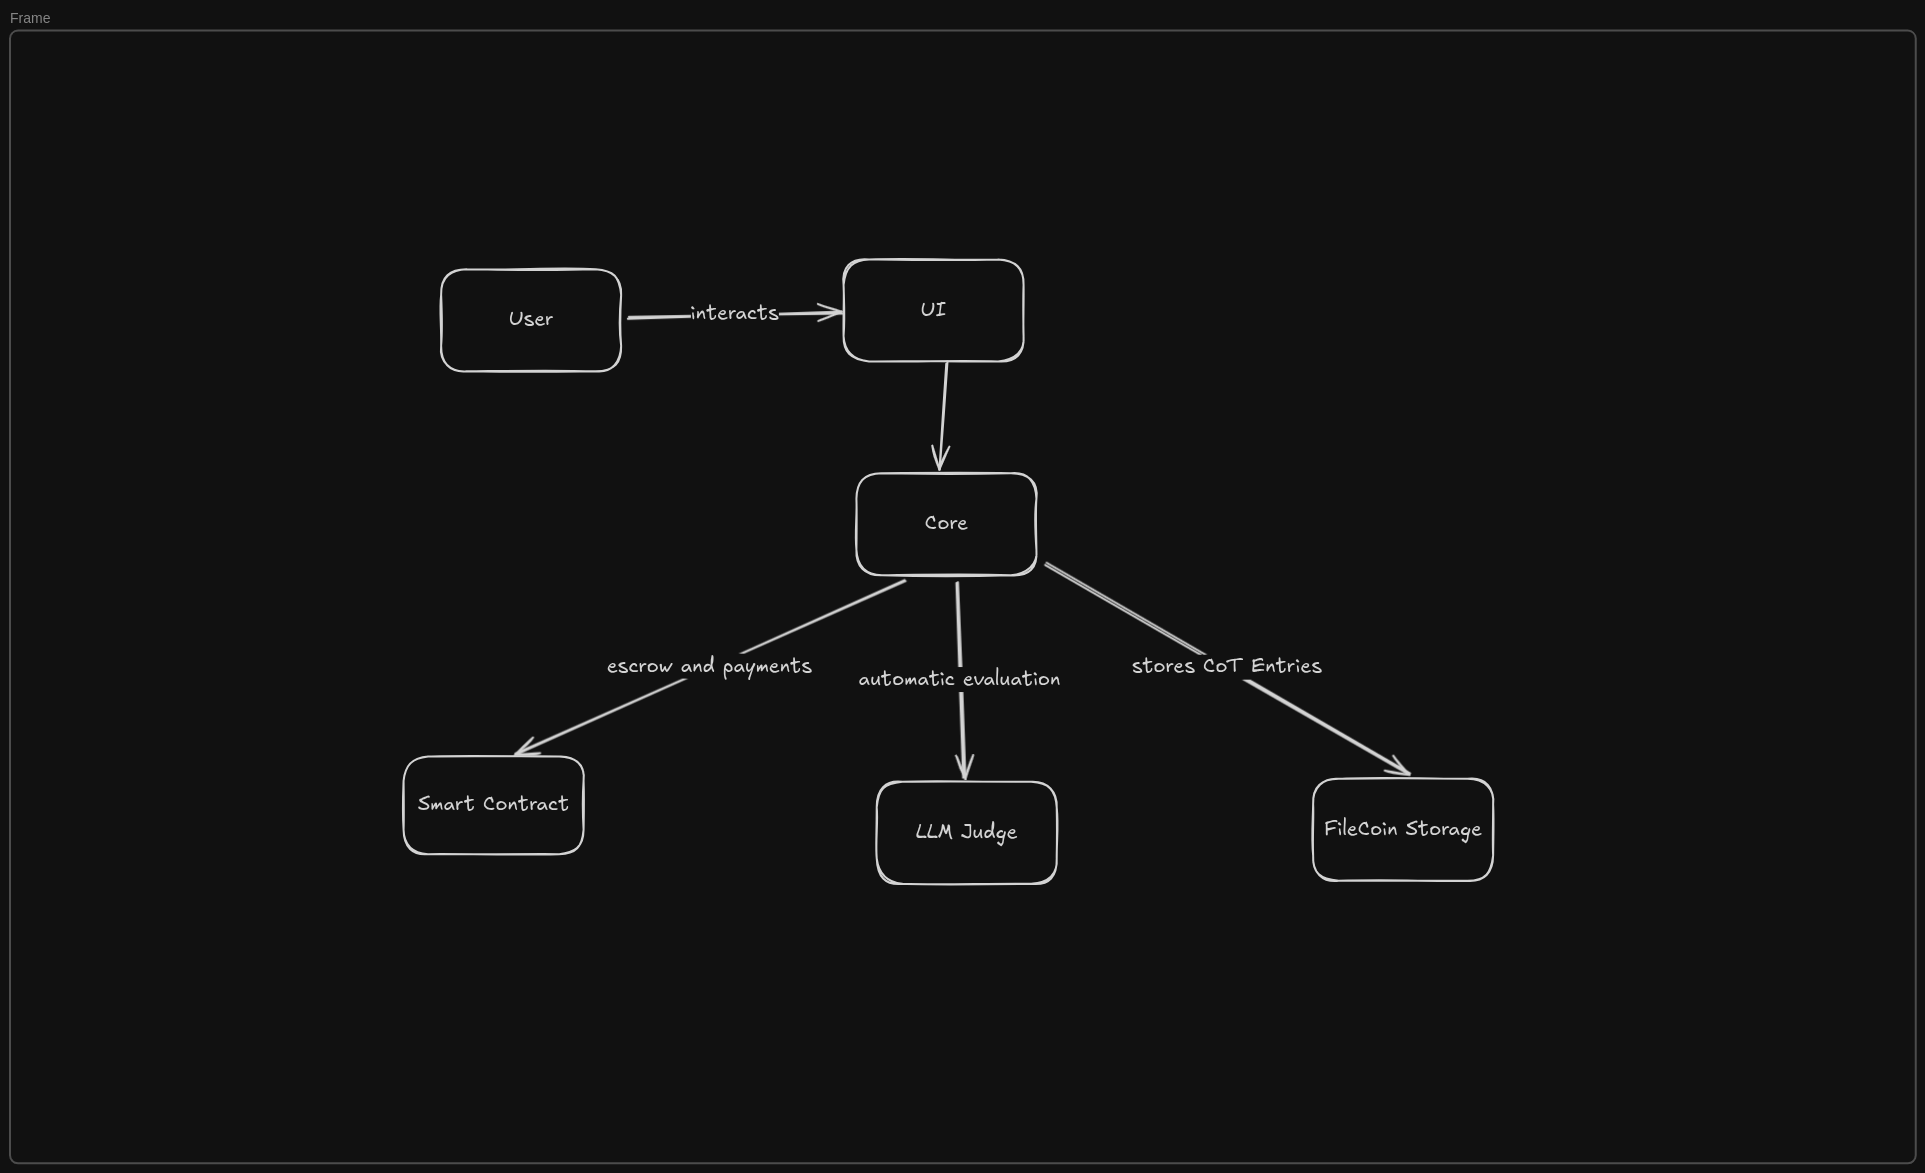 Frame
User
interacts
UI
Core
escrow and payments
automatic evaluation
stores CoT Entries
Smart Contract
LLM Judge
FileCoin Storage